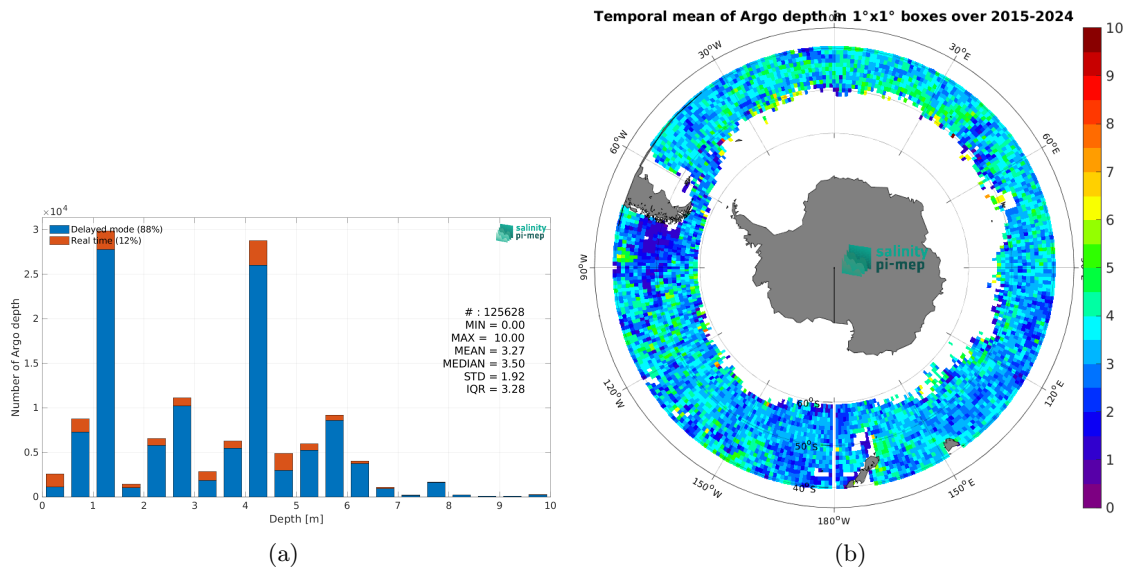 Temporal mean of Argo depth in 1°x1° boxes over 2015-2024
×10⁴
Delayed mode (88%)
Real time (12%)
salinity
pi-mep
# : 125628
MIN = 0.00
MAX = 10.00
MEAN = 3.27
MEDIAN = 3.50
STD = 1.92
IQR = 3.28
3
2.5
2
1.5
1
0.5
0
Number of Argo depth
0 1 2 3 4 5 6 7 8 9 10
Depth [m]
(a)
0°
30°E
60°E
120°E
150°E
180°W
150°W
120°W
90°W
60°W
30°W
60°S
50°S
40°S
salinity
pi-mep
10
9
8
7
6
5
4
3
2
1
0
(b)